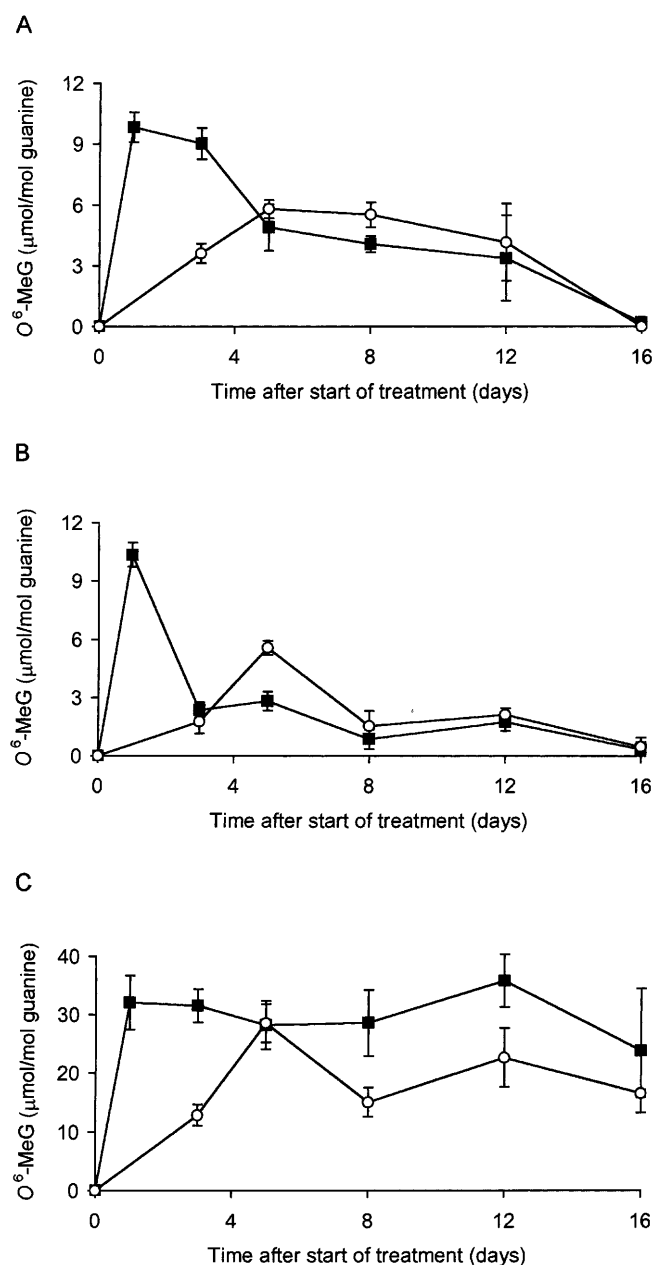 A
O⁶-MeG (μmol/mol guanine)
12
9
6
3
0
0 4 8 12 16
Time after start of treatment (days)
B
O⁶-MeG (μmol/mol guanine)
12
9
6
3
0
0 4 8 12 16
Time after start of treatment (days)
C
O⁶-MeG (μmol/mol guanine)
40
30
20
10
0
0 4 8 12 16
Time after start of treatment (days)